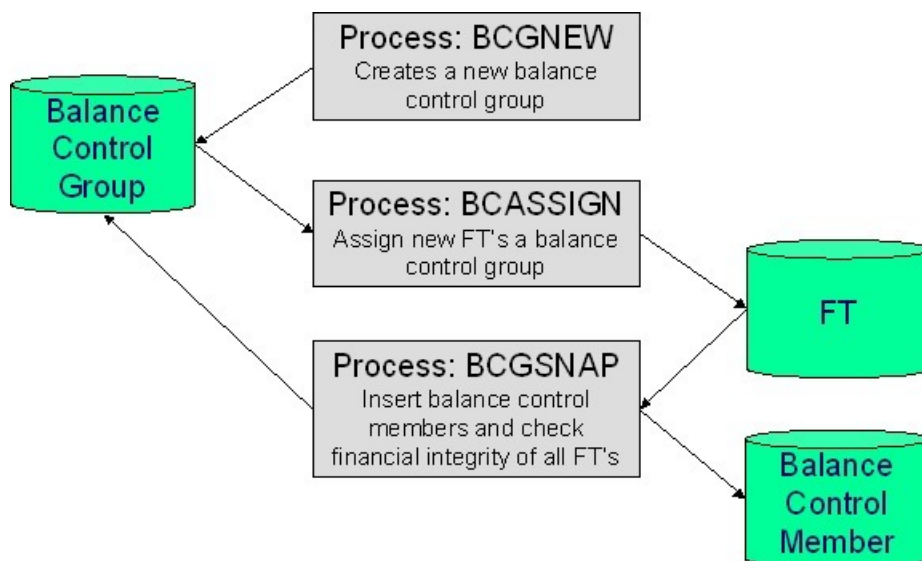 Process: BCGNEW
Creates a new balance
control group
Balance
Control
Group
Process: BCASSIGN
Assign new FT's a balance
control group
FT
Process: BCGSNAP
Insert balance control
members and check
financial integrity of all FT's
Balance
Control
Member